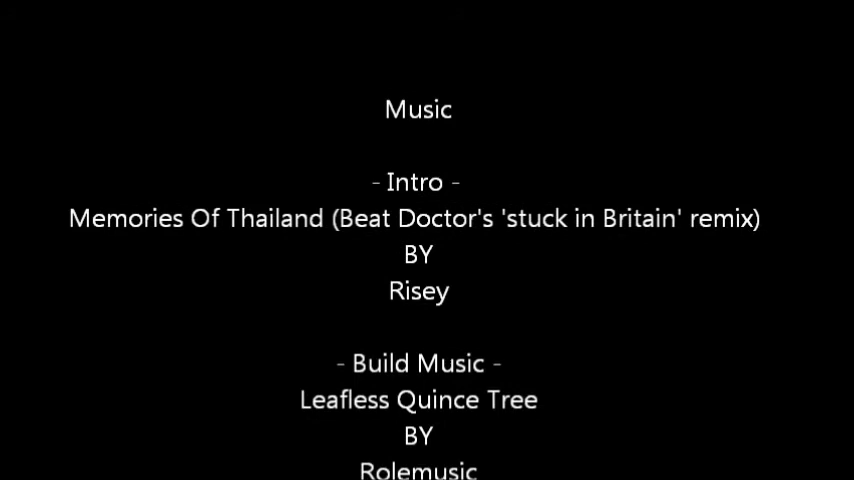 Music
- Intro -
Memories Of Thailand (Beat Doctor's 'stuck in Britain' remix)
BY
Risey
- Build Music -
Leafless Quince Tree
BY
Rolemusic